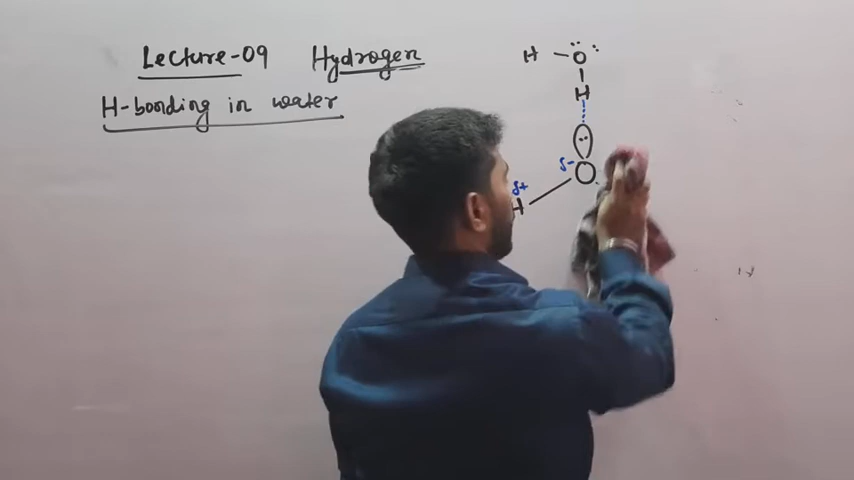 Lecture-09 Hydrogen
H-bonding in water
H - O
H
δ- O
δ+
H